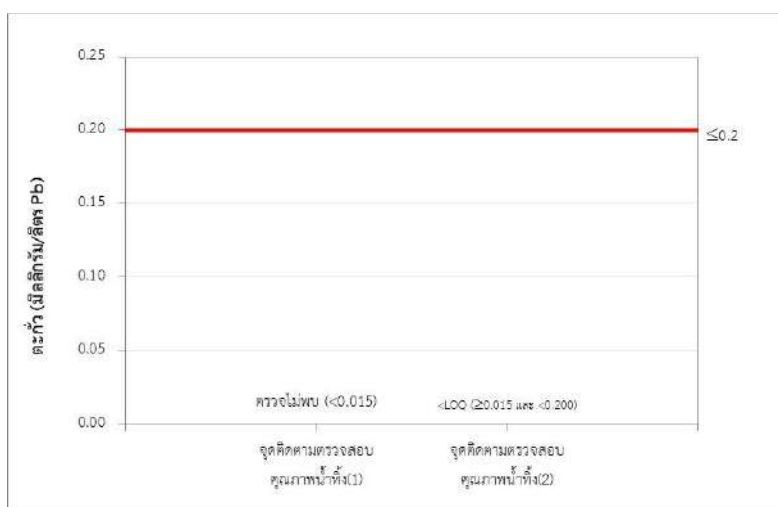 0.25
0.20
≤0.2
0.15
0.10
0.05
0.00
ตะกั่ว (มิลลิกรัม/ลิตร Pb)
ตรวจไม่พบ (<0.015)
<LOQ (≥0.015 และ <0.200)
จุดติดตามตรวจสอบ
คุณภาพน้ำทิ้ง(1)
จุดติดตามตรวจสอบ
คุณภาพน้ำทิ้ง(2)